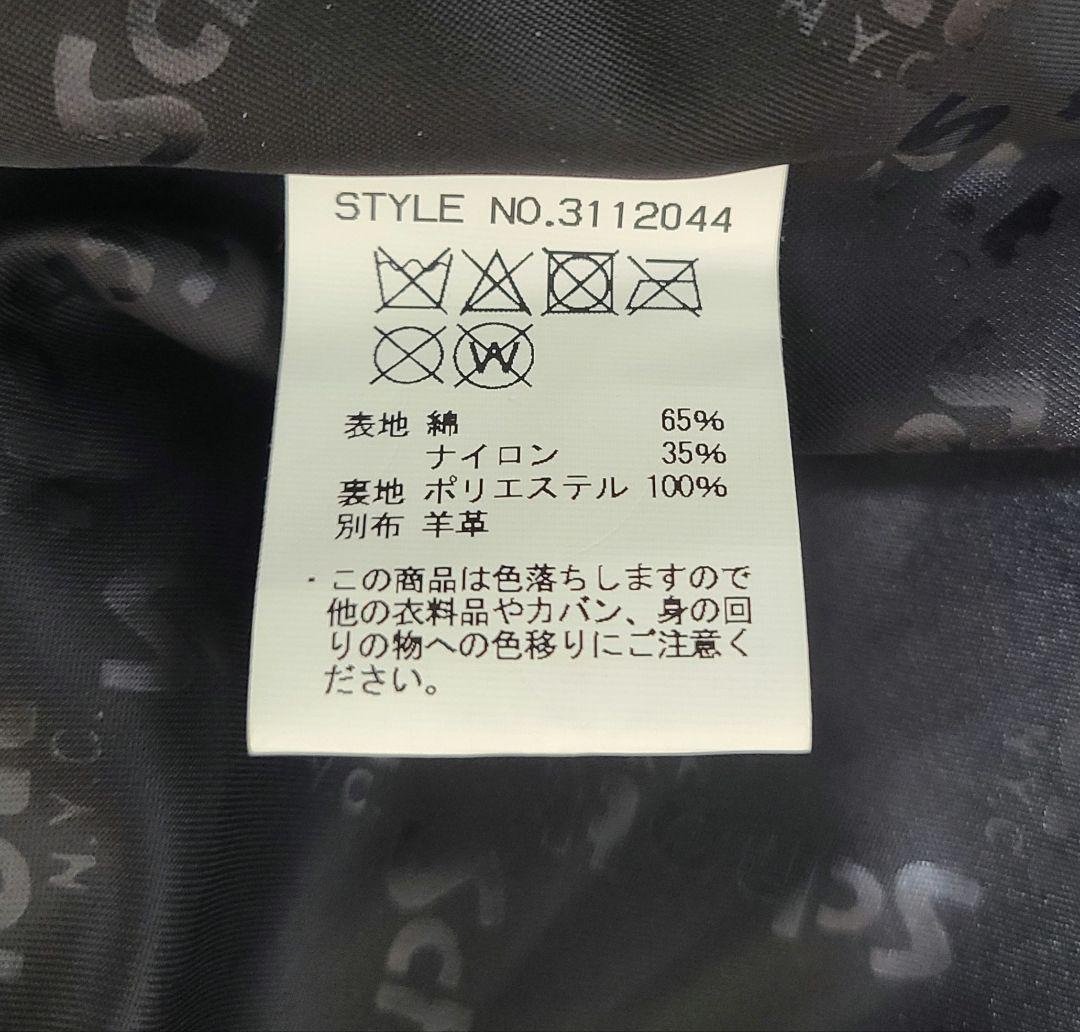 STYLE NO.3112044
W
表地 綿 65%
ナイロン 35%
裏地 ポリエステル 100%
別布 羊革
・この商品は色落ちしますので
他の衣料品やカバン、身の回
りの物への色移りにご注意く
ださい。